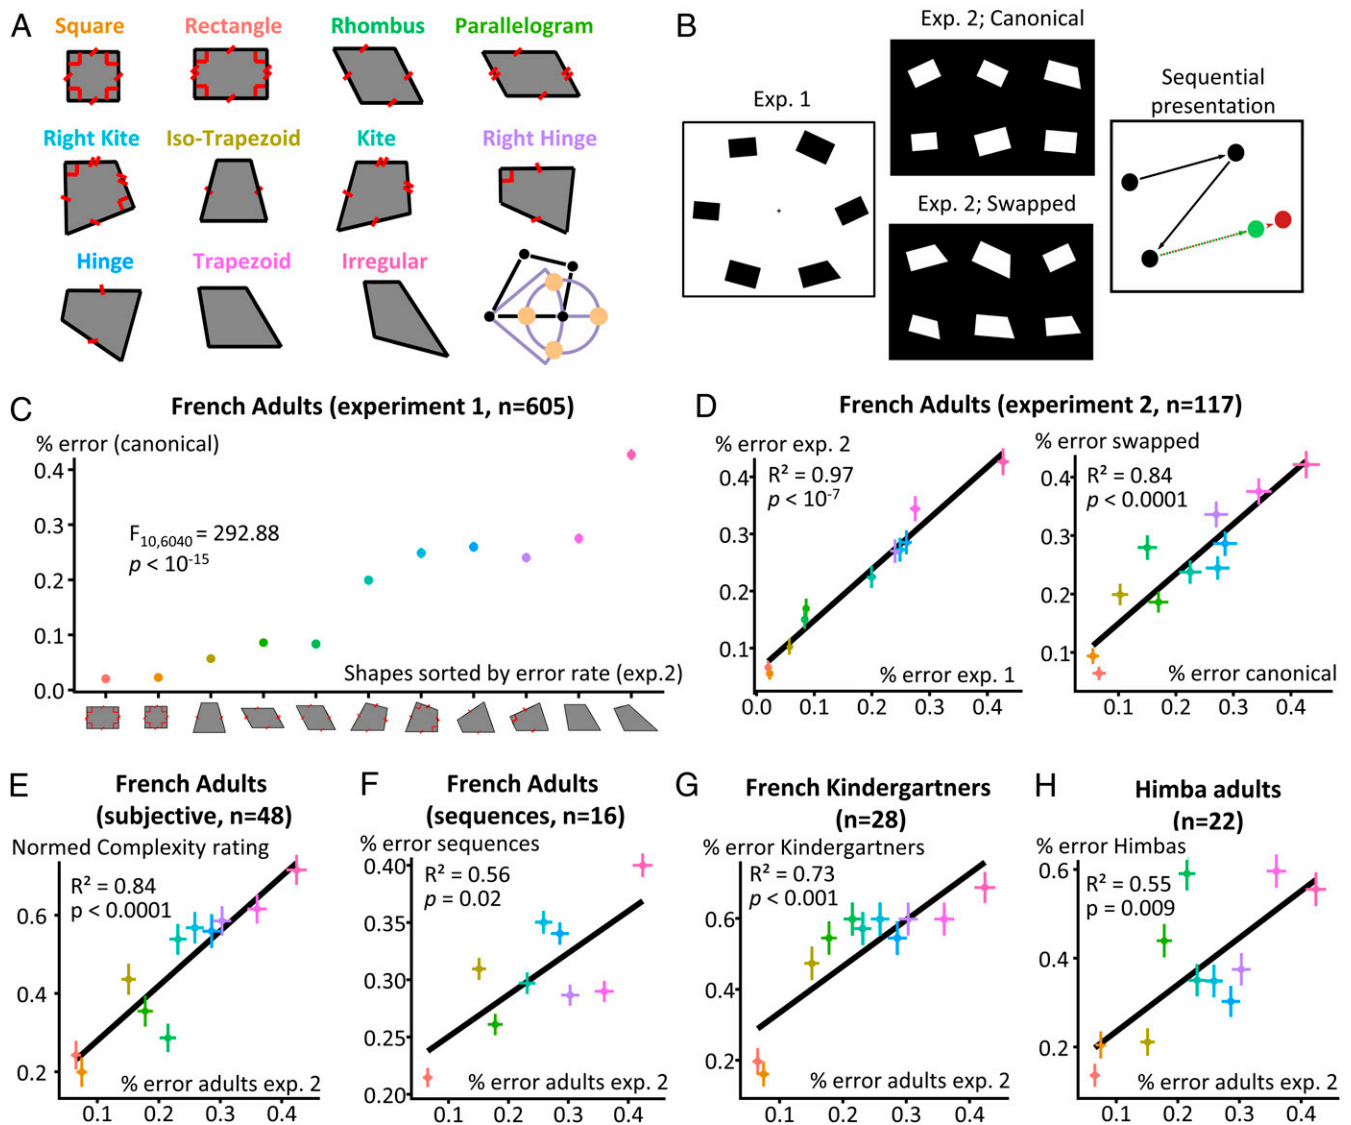 A
Square Rectangle Rhombus Parallelogram
Right Kite Iso-Trapezoid Kite Right Hinge
Hinge Trapezoid Irregular
B
Exp. 1
Exp. 2; Canonical
Exp. 2; Swapped
Sequential
presentation
C
French Adults (experiment 1, n=605)
% error (canonical)
0.4
0.3
0.2
0.1
0.0
F10,6040 = 292.88
p < 10-15
Shapes sorted by error rate (exp.2)
D
French Adults (experiment 2, n=117)
% error exp. 2
R² = 0.97
p < 10-7
0.4
0.3
0.2
0.1
% error exp. 1
0.0 0.1 0.2 0.3 0.4
% error swapped
R² = 0.84
p < 0.0001
0.4
0.3
0.2
0.1
% error canonical
0.1 0.2 0.3 0.4
E
French Adults
(subjective, n=48)
Normed Complexity rating
R² = 0.84
p < 0.0001
0.6
0.4
0.2
% error adults exp. 2
0.1 0.2 0.3 0.4
F
French Adults
(sequences, n=16)
% error sequences
0.40
R² = 0.56
p = 0.02
0.35
0.30
0.25
0.20
% error adults exp. 2
0.1 0.2 0.3 0.4
G
French Kindergartners
(n=28)
% error Kindergartners
R² = 0.73
p < 0.001
0.6
0.4
0.2
% error adults exp. 2
0.1 0.2 0.3 0.4
H
Himba adults
(n=22)
% error Himbas
0.6
R² = 0.55
p = 0.009
0.4
0.2
% error adults exp. 2
0.1 0.2 0.3 0.4